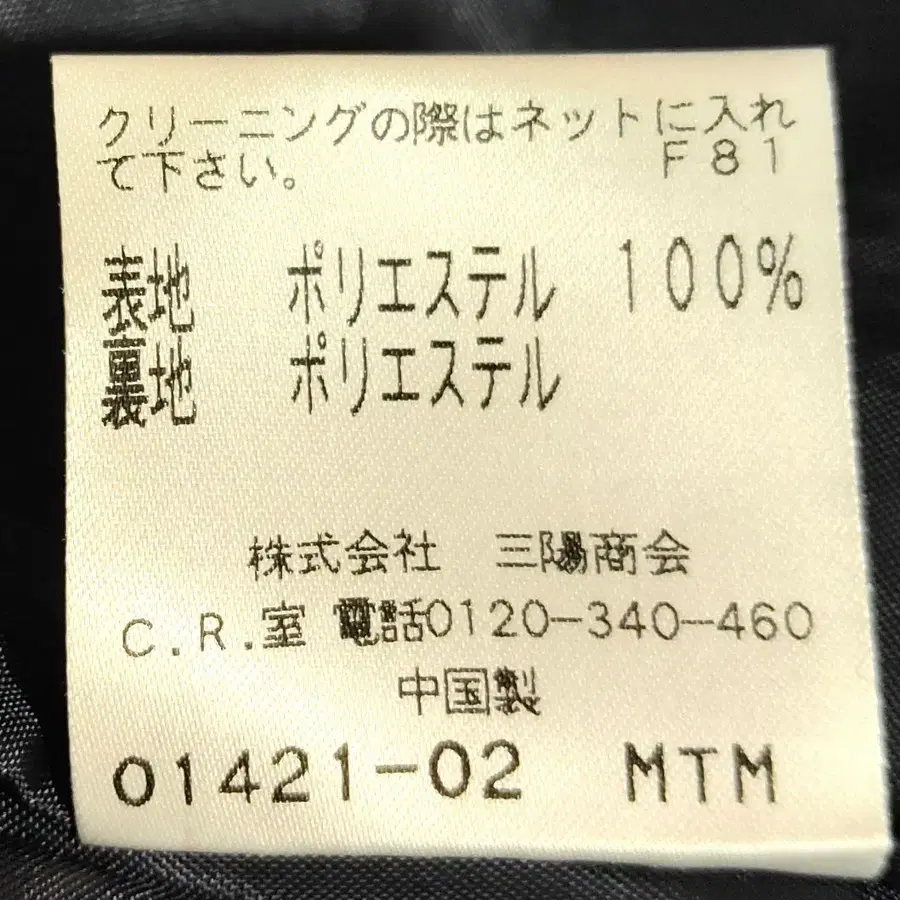 クリーニングの際はネットに入れ
て下さい。 F81
表地 ポリエステル 100%
裏地 ポリエステル
株式会社 三陽商会
C.R.室 電話0120-340-460
中国製
01421-02 MTM